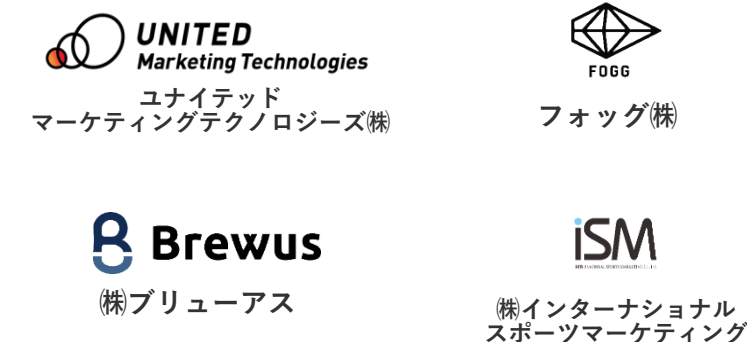 UNITED
Marketing Technologies
ユナイテッド
マーケティングテクノロジーズ㈱
FOGG
フォッグ㈱
Brewus
㈱ブリューアス
iSM
㈱インターナショナル
スポーツマーケティング